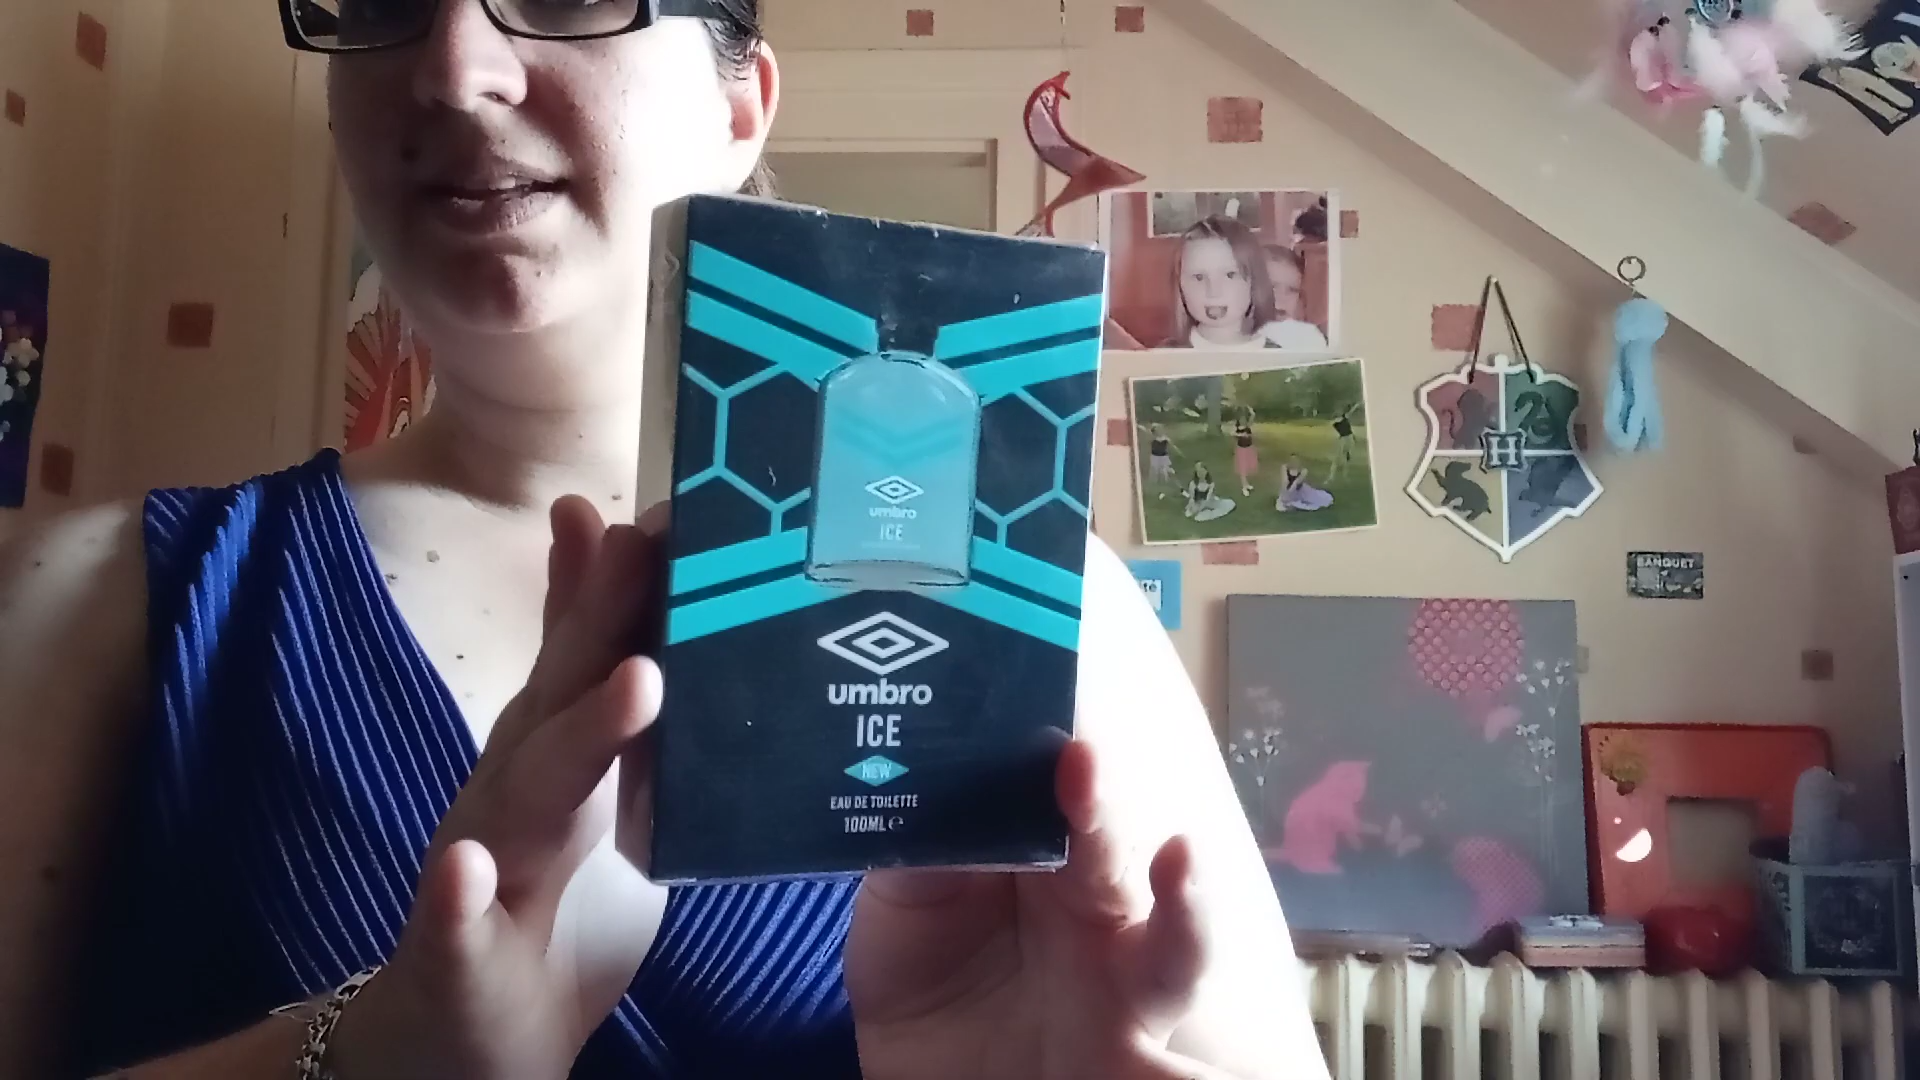 umbro
ICE
umbro
ICE
NEW
EAU DE TOILETTE
100ML℮
H
BANQUET